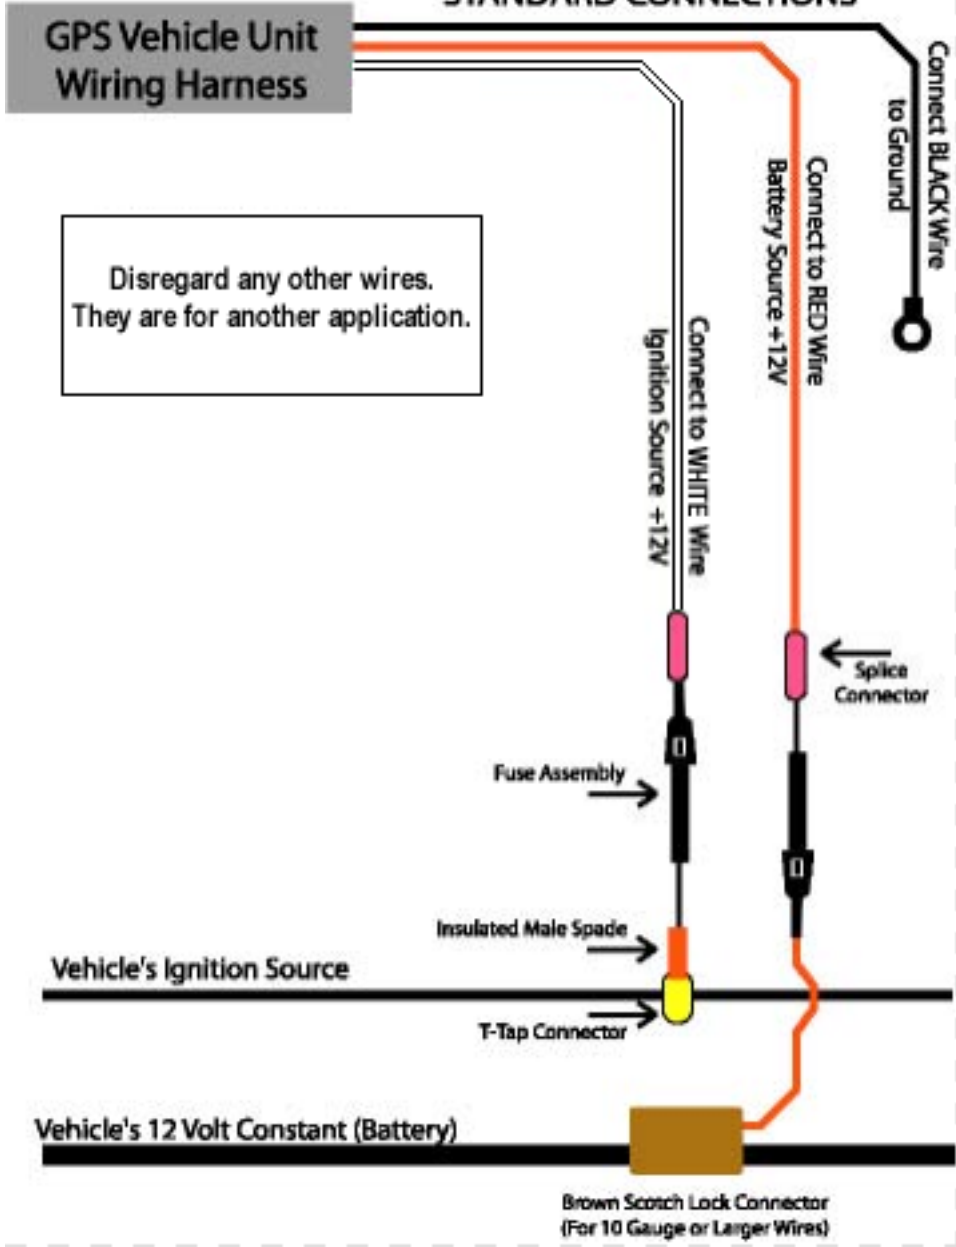 STANDARD CONNECTIONS
GPS Vehicle Unit
Wiring Harness
Connect BLACK Wire
to Ground
Connect to RED Wire
Battery Source +12V
Disregard any other wires.
They are for another application.
Connect to WHITE Wire
Ignition Source +12V
Splice
Connector
Fuse Assembly
Insulated Male Spade
Vehicle's Ignition Source
T-Tap Connector
Vehicle's 12 Volt Constant (Battery)
Brown Scotch Lock Connector
(For 10 Gauge or Larger Wires)